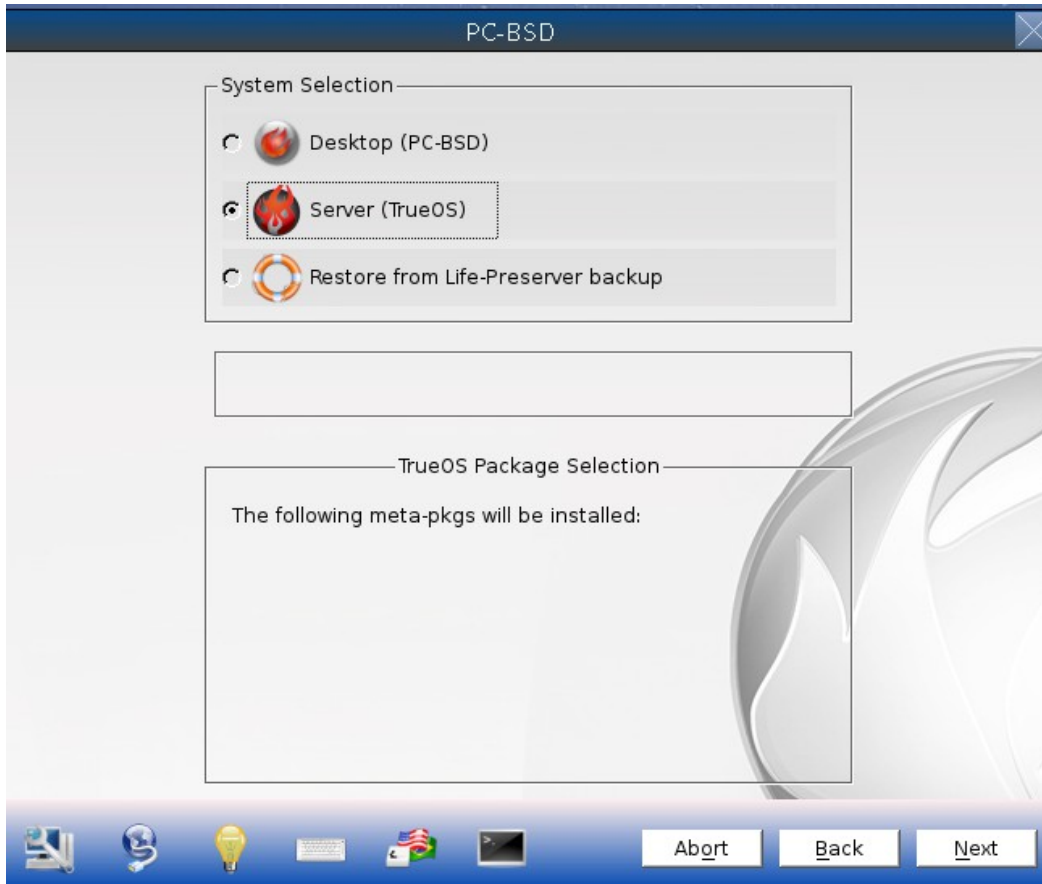 PC-BSD
System Selection
Desktop (PC-BSD)
Server (TrueOS)
Restore from Life-Preserver backup
TrueOS Package Selection
The following meta-pkgs will be installed:
Abort Back Next